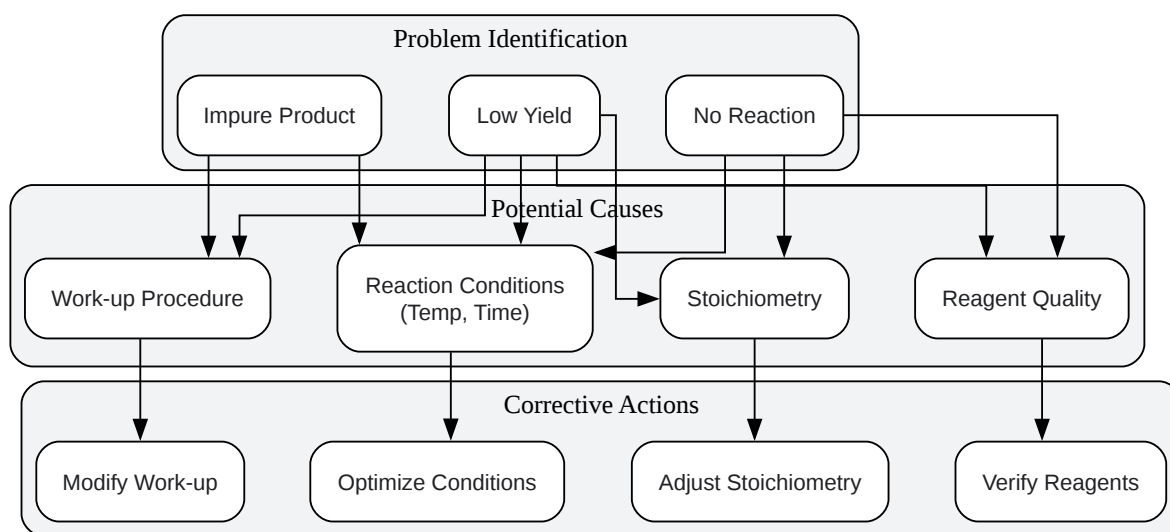 Problem Identification
Impure Product
Low Yield
No Reaction
Potential Causes
Work-up Procedure
Reaction Conditions
(Temp, Time)
Stoichiometry
Reagent Quality
Corrective Actions
Modify Work-up
Optimize Conditions
Adjust Stoichiometry
Verify Reagents